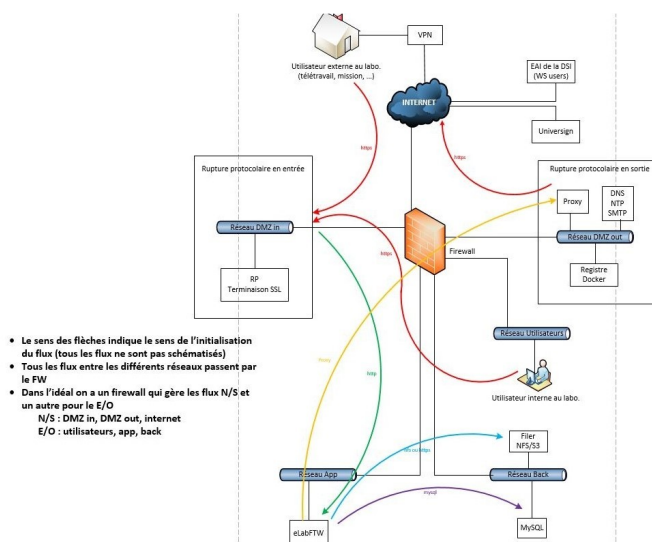 Utilisateur externe au labo.
(télétravail, mission, ...)
VPN
EAI de la DSI
(WS users)
INTERNET
Universign
https
https
Rupture protocolaire en entrée
Rupture protocolaire en sortie
Proxy
DNS
NTP
SMTP
Réseau DMZ in
Réseau DMZ out
https
Firewall
RP
Terminaison SSL
Registre
Docker
Réseau Utilisateurs
Utilisateur interne au labo.
• Le sens des flèches indique le sens de l'initialisation
du flux (tous les flux ne sont pas schématisés)
• Tous les flux entre les différents réseaux passent par
le FW
• Dans l'idéal on a un firewall qui gère les flux N/S et
un autre pour le E/O
N/S : DMZ in, DMZ out, internet
E/O : utilisateurs, app, back
http
Filer
NFS/S3
ou https
Réseau App
Réseau Back
mysql
eLabFTW
MySQL